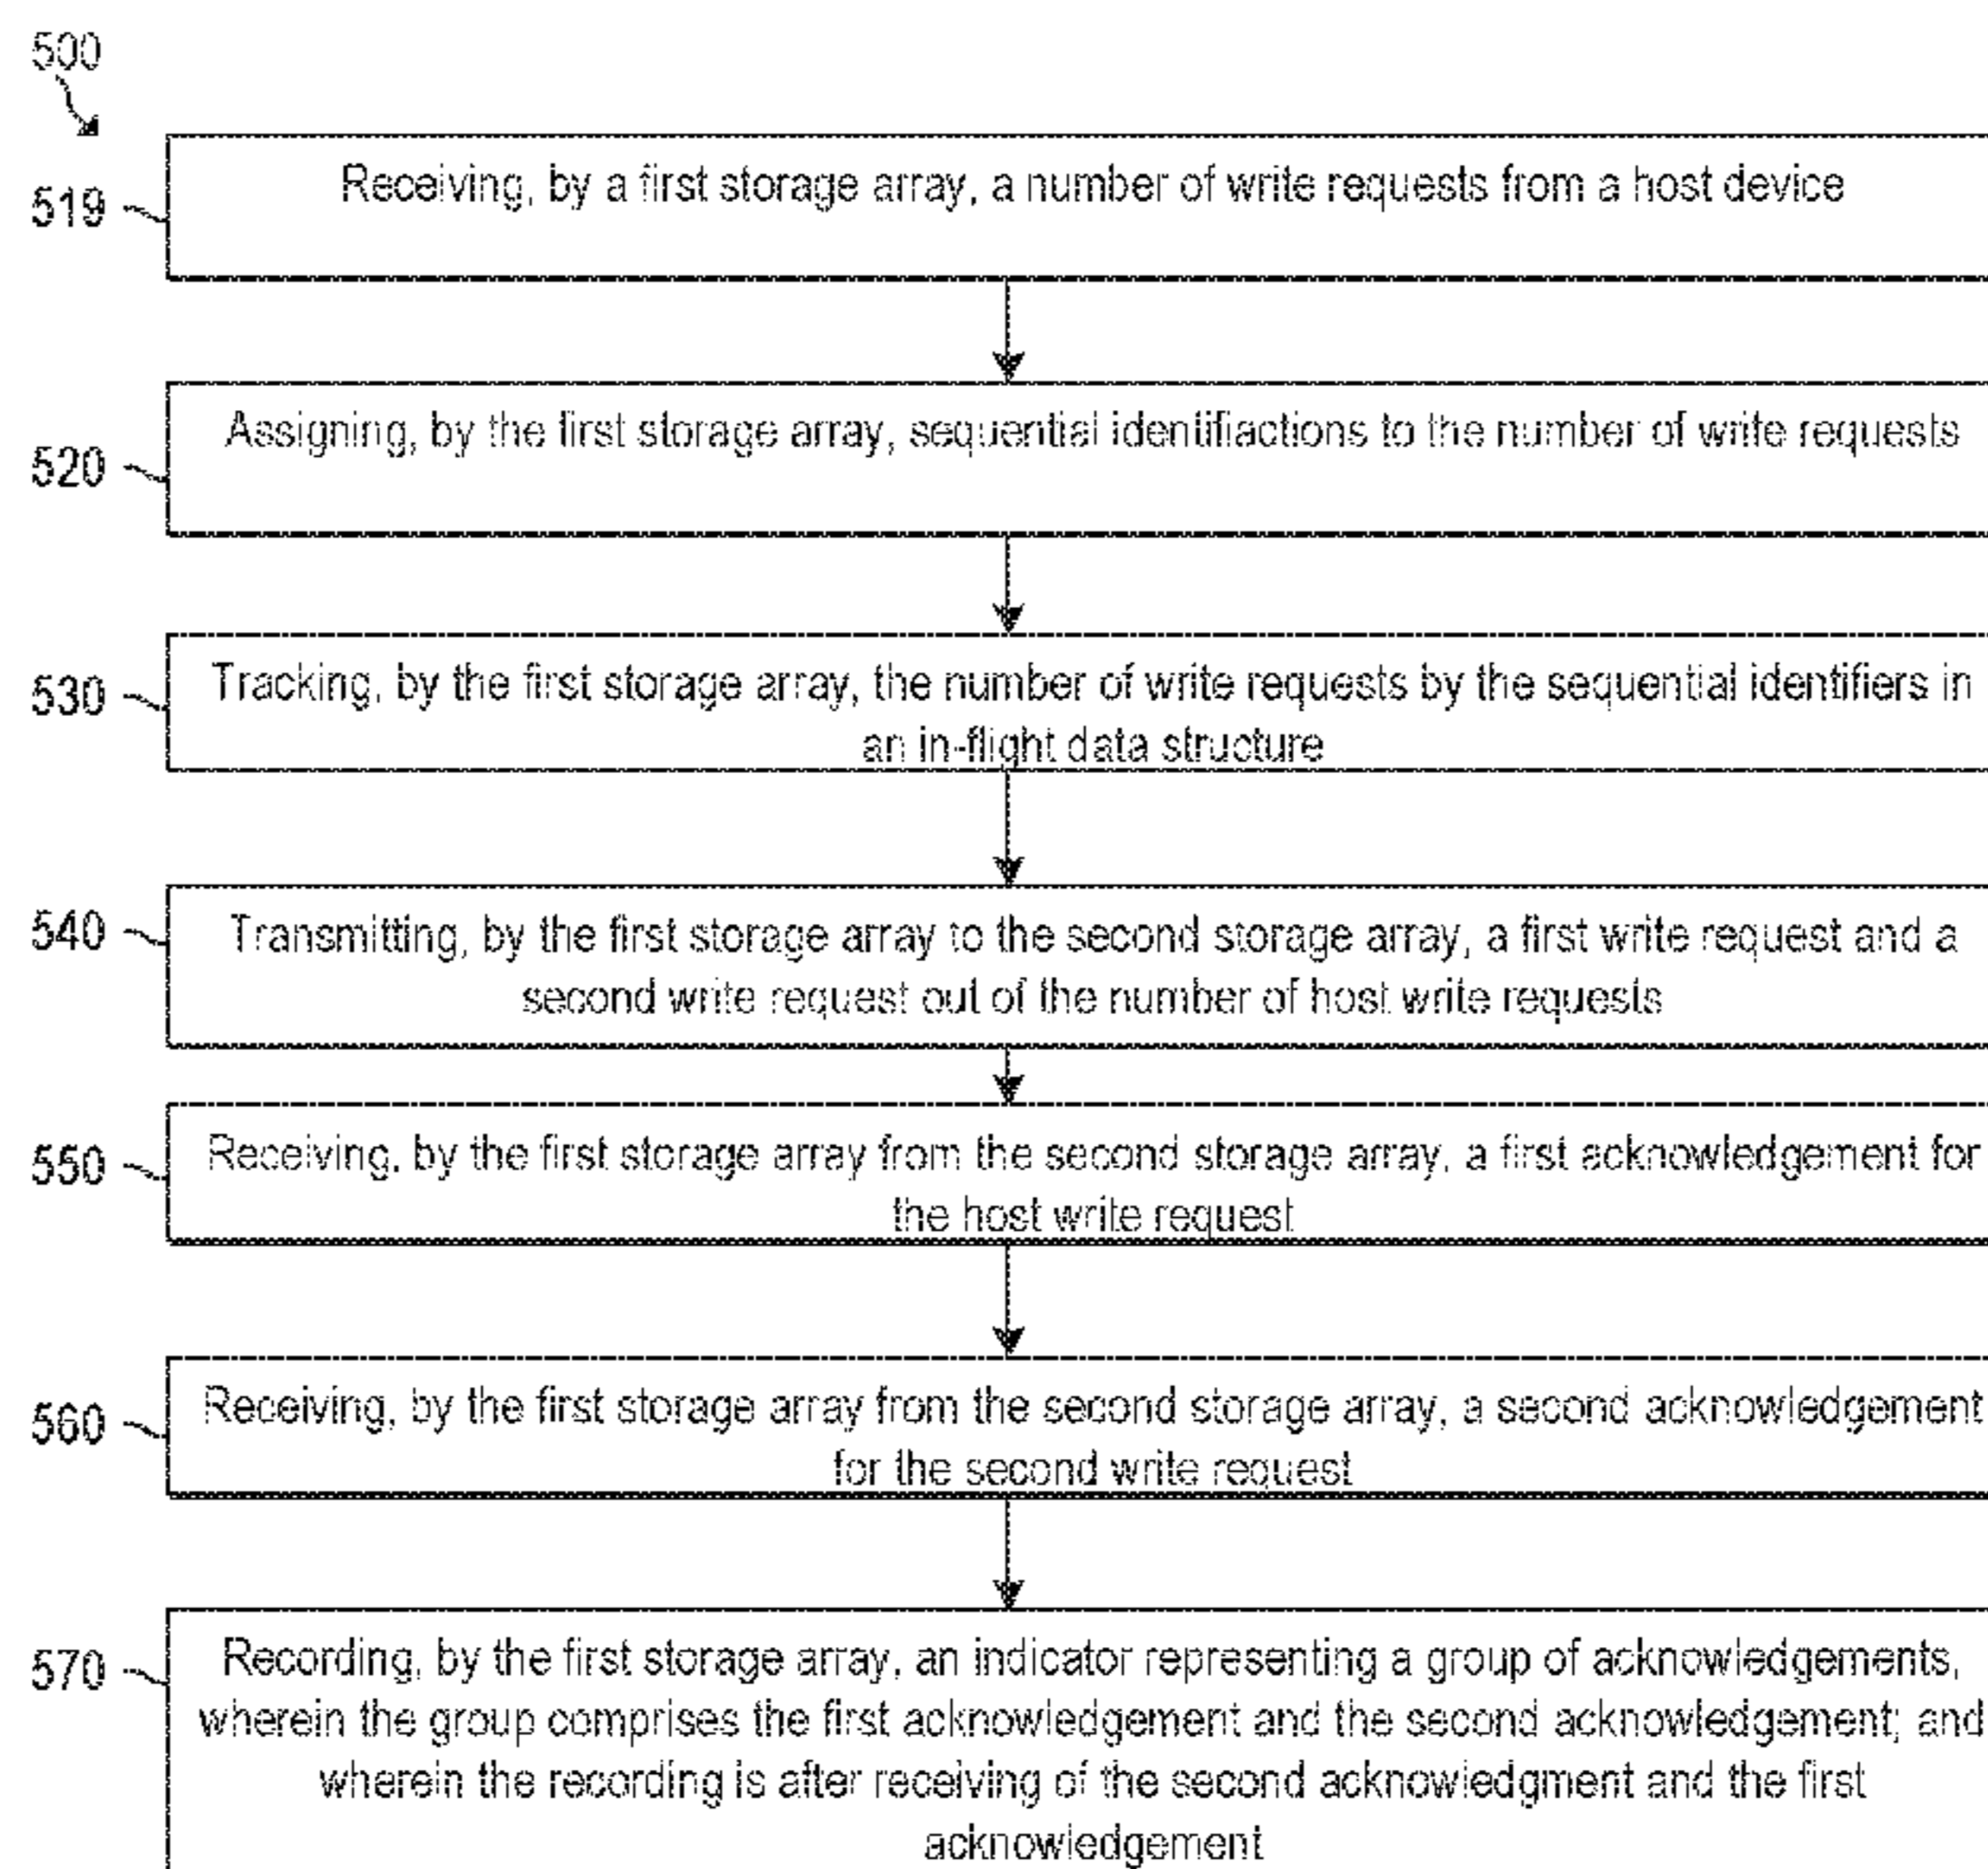 500
519 Receiving, by a first storage array, a number of write requests from a host device
520 Assigning, by the first storage array, sequential identifiactions to the number of write requests
530 Tracking, by the first storage array, the number of write requests by the sequential identifiers in
an in-flight data structure
540 Transmitting, by the first storage array to the second storage array, a first write request and a
second write request out of the number of host write requests
550 Receiving, by the first storage array from the second storage array, a first acknowledgement for
the host write request
560 Receiving, by the first storage array from the second storage array, a second acknowledgement
for the second write request
570 Recording, by the first storage array, an indicator representing a group of acknowledgements,
wherein the group comprises the first acknowledgement and the second acknowledgement; and
wherein the recording is after receiving of the second acknowledgment and the first
acknowledgement